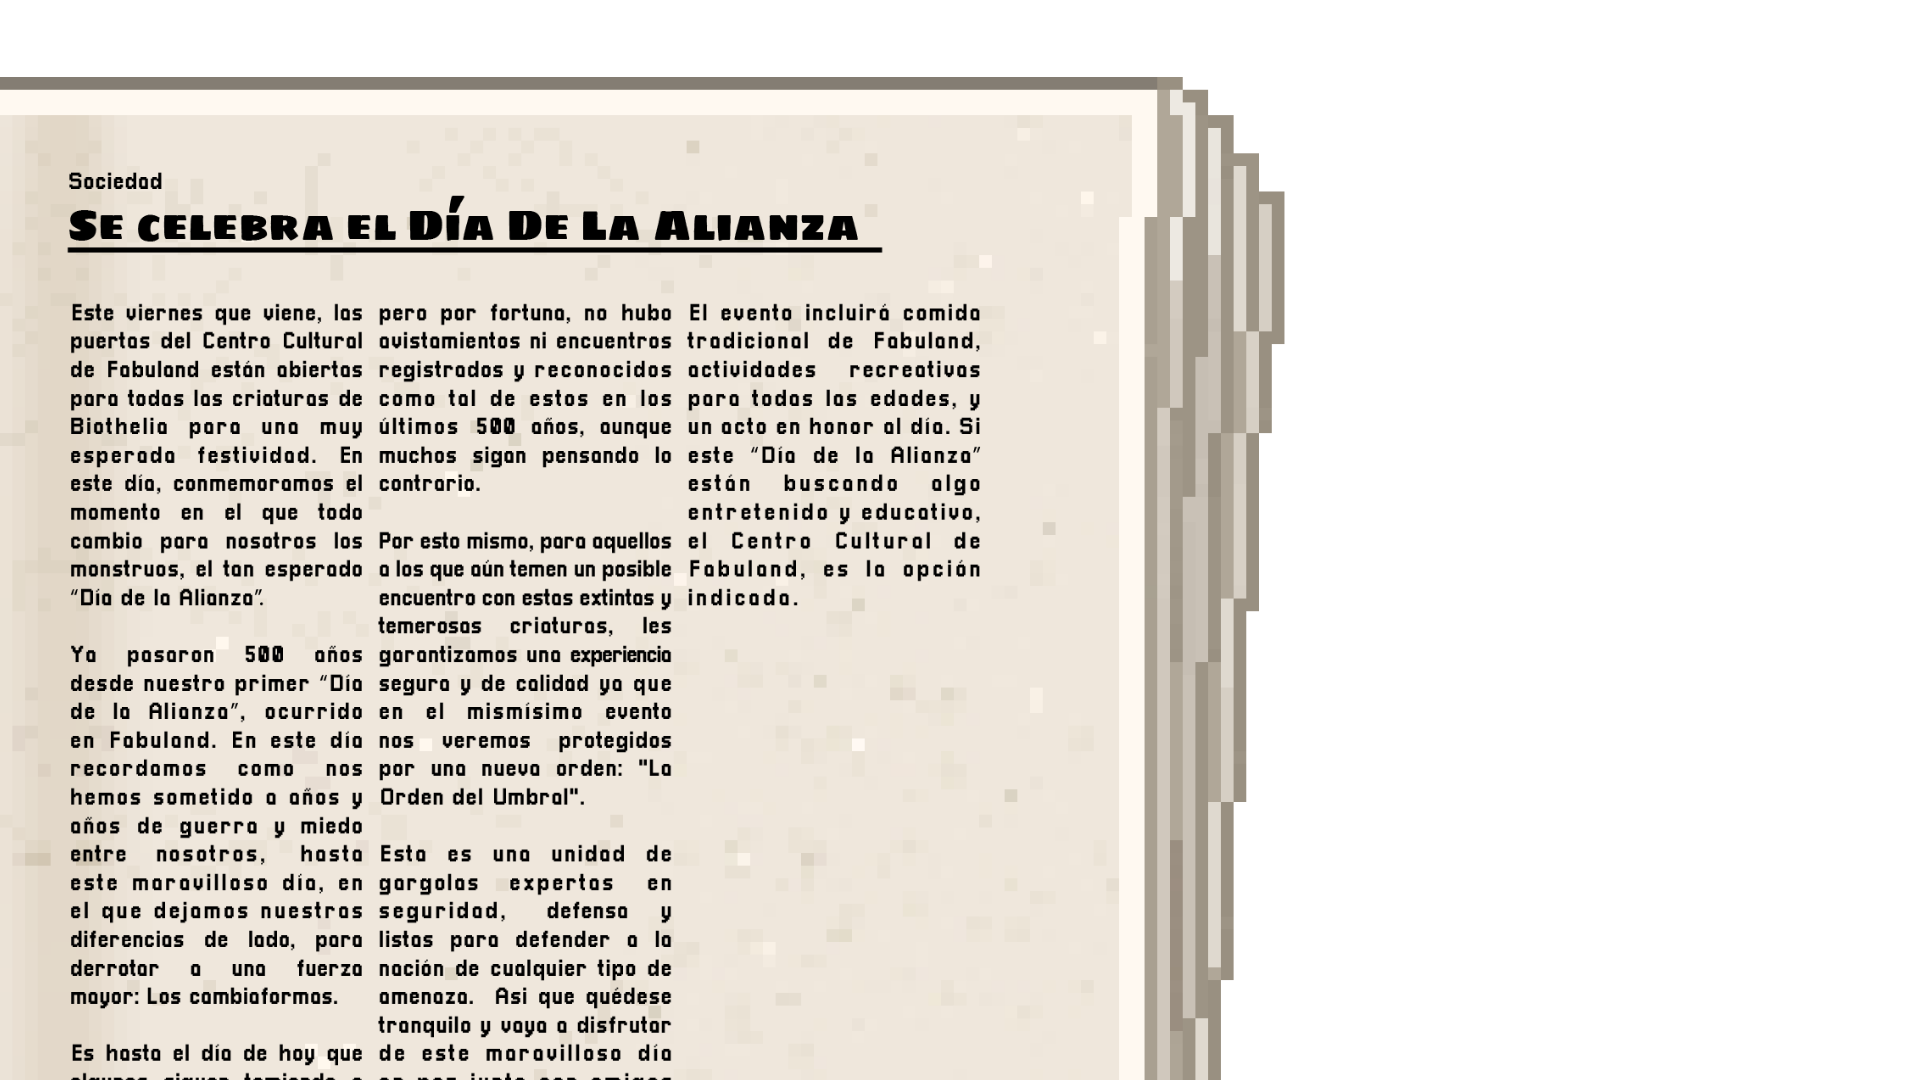 Sociedad
Se celebra el Día De La Alianza
Este viernes que viene, las
puertas del Centro Cultural
de Fabuland están abiertas
para todas las criaturas de
Biothelia para una muy
esperada festividad. En
este día, conmemoramos el
momento en el que todo
cambio para nosotros los
monstruos, el tan esperado
“Día de la Alianza”.
Ya pasaron 500 años
desde nuestro primer “Día
de la Alianza”, ocurrido
en Fabuland. En este día
recordamos como nos
hemos sometido a años y
años de guerra y miedo
entre nosotros, hasta
este maravilloso día, en
el que dejamos nuestras
diferencias de lado, para
derrotar a una fuerza
mayor: Los cambiaformas.
Es hasta el día de hoy que
algunos siguen temiendo a
pero por fortuna, no hubo
avistamientos ni encuentros
registrados y reconocidos
como tal de estos en los
últimos 500 años, aunque
muchos sigan pensando lo
contrario.
Por esto mismo, para aquellos
a los que aún temen un posible
encuentro con estas extintas y
temerosas criaturas, les
garantizamos una experiencia
segura y de calidad ya que
en el mismísimo evento
nos veremos protegidos
por una nueva orden: "La
Orden del Umbral".
Esta es una unidad de
gargolas expertas en
seguridad, defensa y
listas para defender a la
nación de cualquier tipo de
amenaza. Asi que quédese
tranquilo y vaya a disfrutar
de este maravilloso día
en paz junto con amigos
El evento incluirá comida
tradicional de Fabuland,
actividades recreativas
para todas las edades, y
un acto en honor al día. Si
este “Día de la Alianza”
están buscando algo
entretenido y educativo,
el Centro Cultural de
Fabuland, es la opción
indicada.